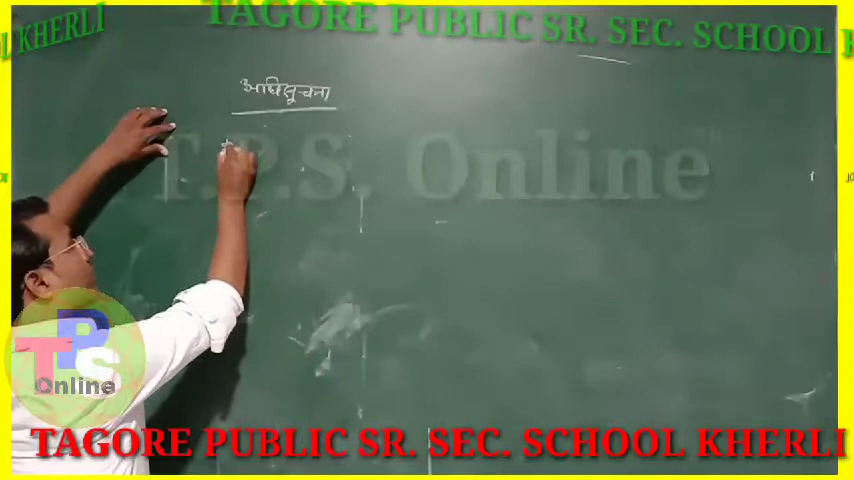 TAGORE PUBLIC SR. SEC. SCHOOL KHERLI
अधिसूचना
T.P.S. Online
TPS
Online
TAGORE PUBLIC SR. SEC. SCHOOL KHERLI